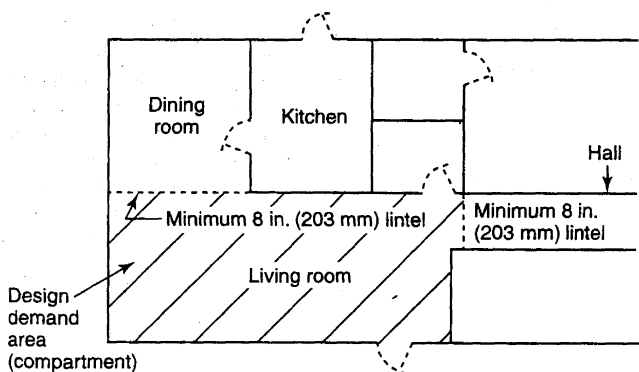 Dining
room
Kitchen
Hall
Minimum 8 in. (203 mm) lintel
Minimum 8 in.
(203 mm) lintel
Living room
Design
demand
area
(compartment)